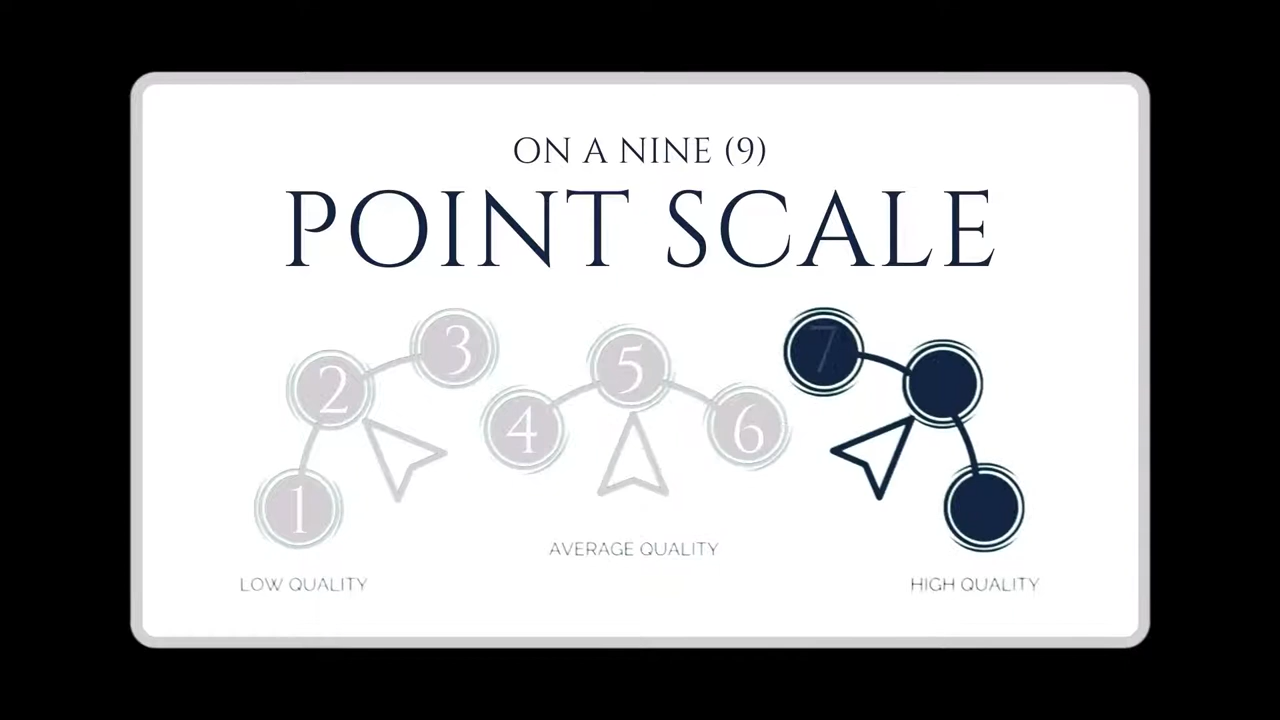 ON A NINE (9)
POINT SCALE
1
2
3
4
5
6
7
LOW QUALITY
AVERAGE QUALITY
HIGH QUALITY